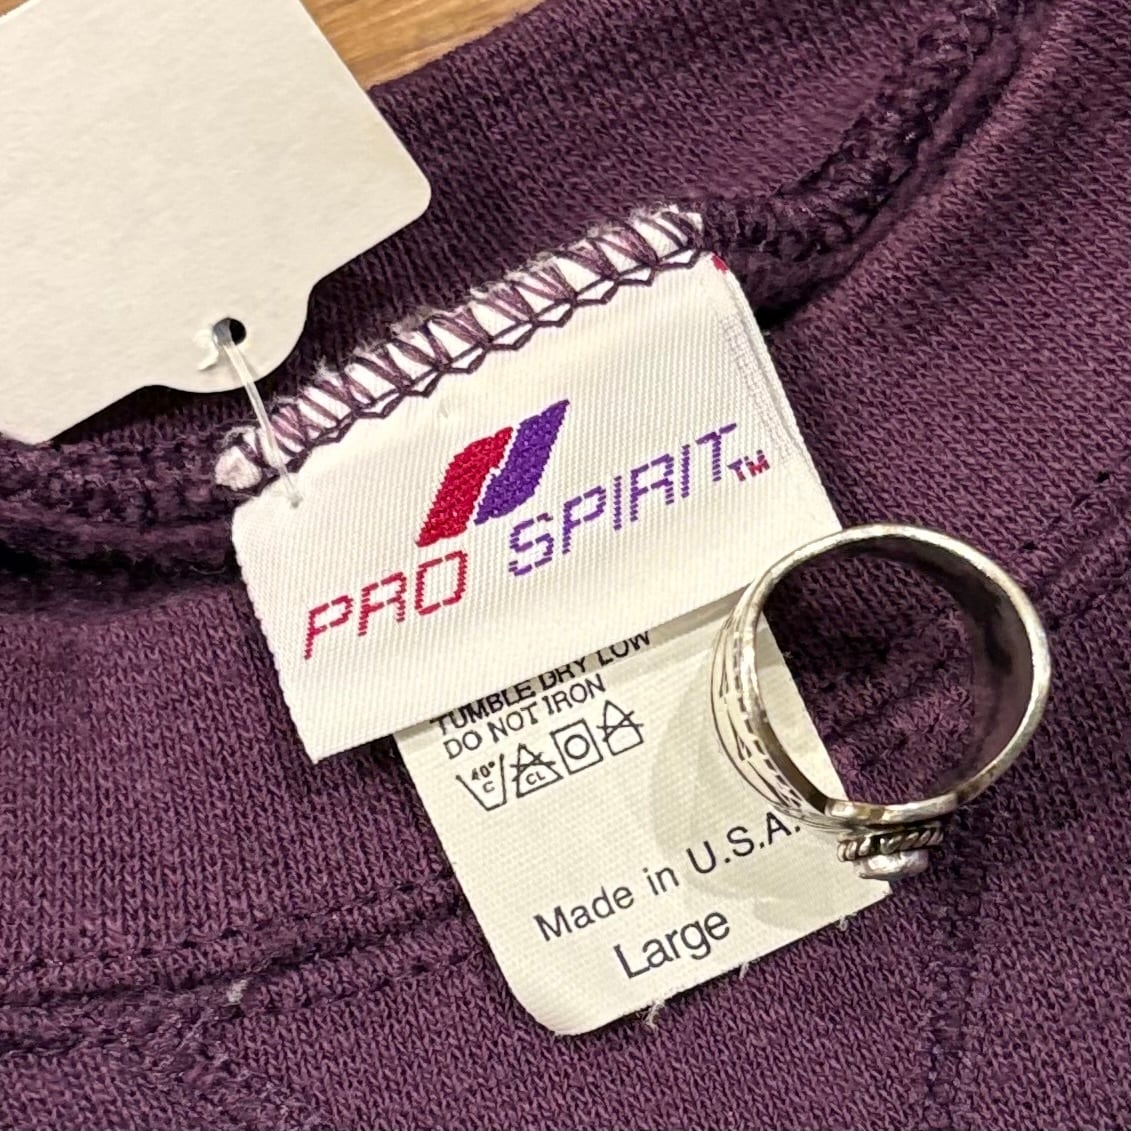 PRO SPIRIT™
TUMBLE DRY LOW
DO NOT IRON
40°
C
CL
Made in U.S.A.
Large